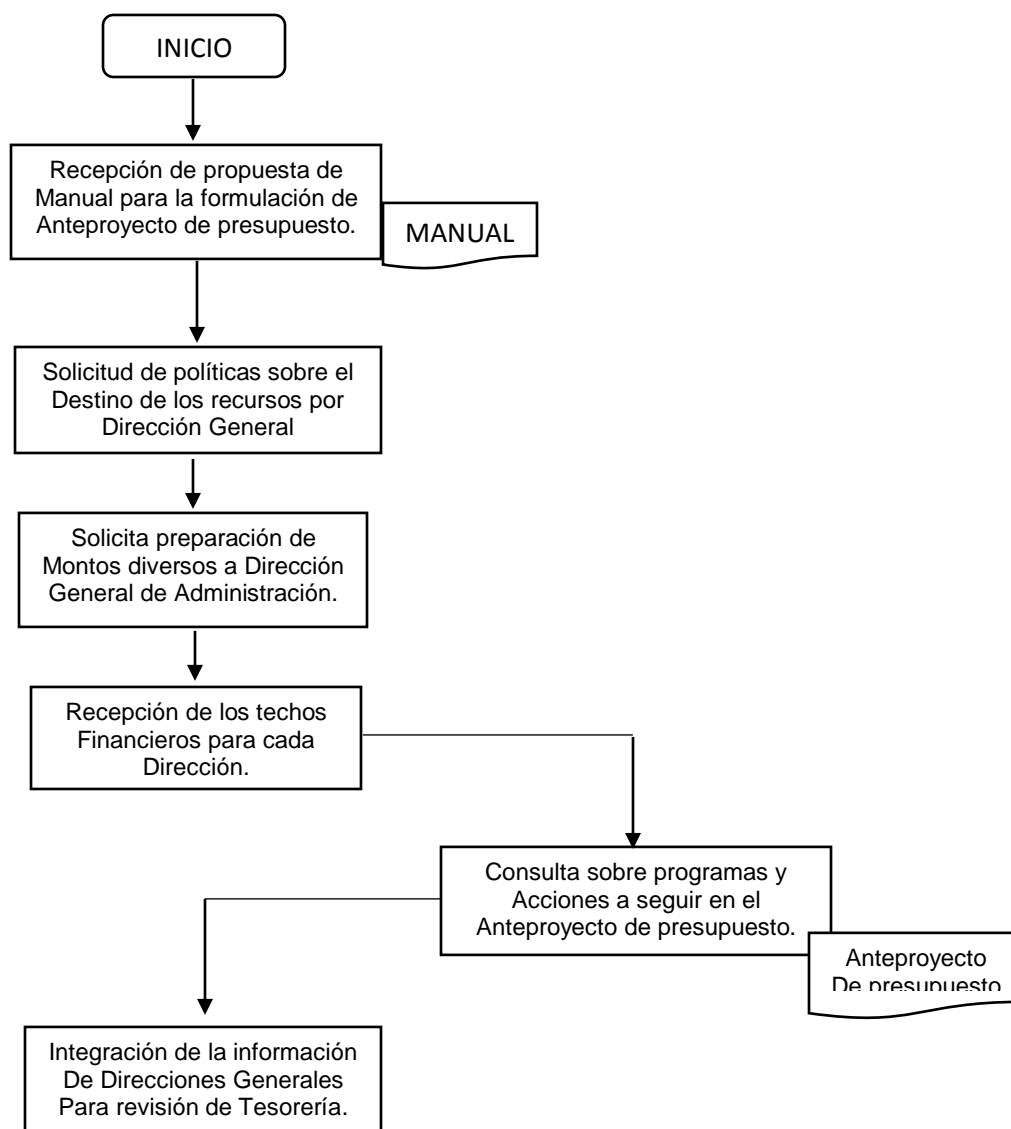 INICIO
Recepción de propuesta de
Manual para la formulación de
Anteproyecto de presupuesto.
MANUAL
Solicitud de políticas sobre el
Destino de los recursos por
Dirección General
Solicita preparación de
Montos diversos a Dirección
General de Administración.
Recepción de los techos
Financieros para cada
Dirección.
Consulta sobre programas y
Acciones a seguir en el
Anteproyecto de presupuesto.
Anteproyecto
De presupuesto
Integración de la información
De Direcciones Generales
Para revisión de Tesorería.